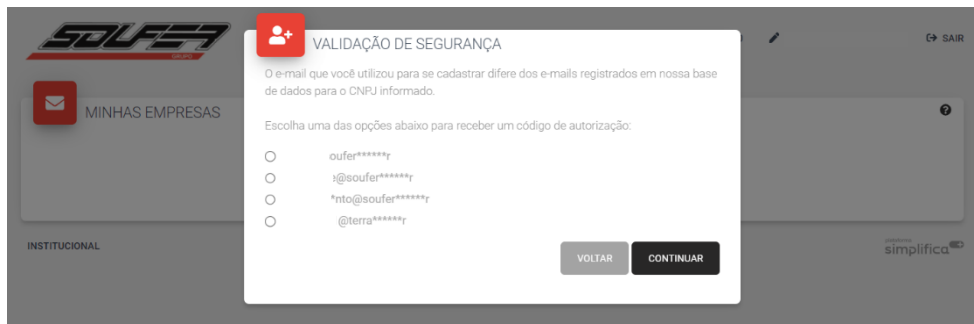 SOUFER
GRUPO
VALIDAÇÃO DE SEGURANÇA
SAIR
O e-mail que você utilizou para se cadastrar difere dos e-mails registrados em nossa base
de dados para o CNPJ informado.
MINHAS EMPRESAS
Escolha uma das opções abaixo para receber um código de autorização:
oufer******r
@soufer******r
*nto@soufer******r
@terra******r
INSTITUCIONAL
VOLTAR
CONTINUAR
plataforma
simplifica